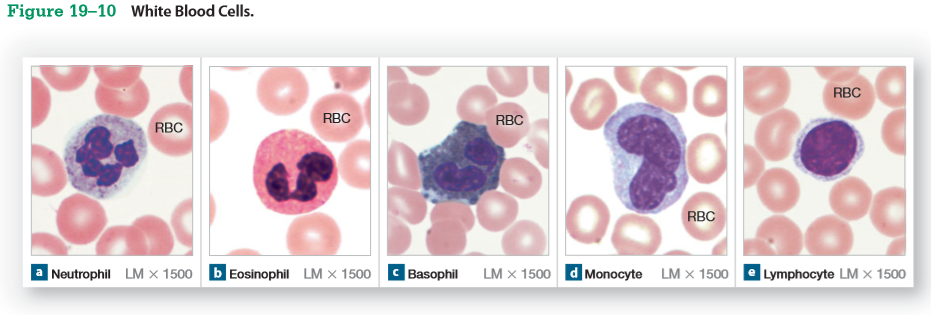 Figure 19–10 White Blood Cells.
RBC
RBC
RBC
RBC
RBC
a Neutrophil LM × 1500
b Eosinophil LM × 1500
c Basophil LM × 1500
d Monocyte LM × 1500
e Lymphocyte LM × 1500